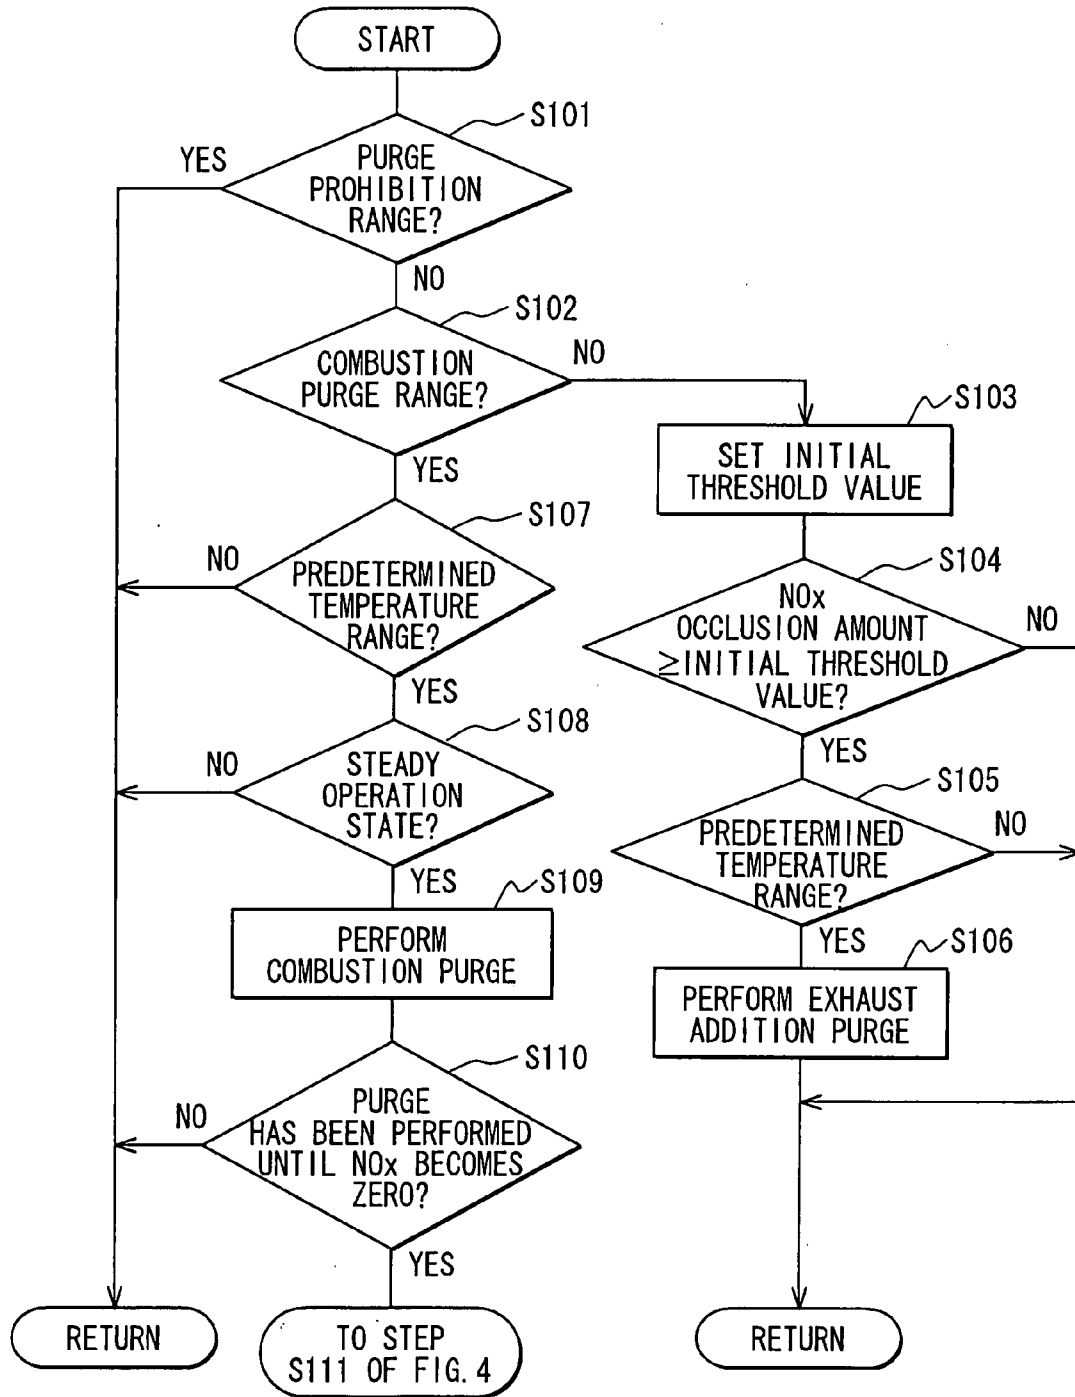 START
S101
YES
PURGE
PROHIBITION
RANGE?
NO
S102
COMBUSTION
PURGE RANGE?
NO
YES
S103
SET INITIAL
THRESHOLD VALUE
S107
NO
PREDETERMINED
TEMPERATURE
RANGE?
YES
S104
NOx
OCCLUSION AMOUNT
≥INITIAL THRESHOLD
VALUE?
NO
YES
S108
NO
STEADY
OPERATION
STATE?
YES
S105
PREDETERMINED
TEMPERATURE
RANGE?
NO
YES
S109
PERFORM
COMBUSTION PURGE
S106
PERFORM EXHAUST
ADDITION PURGE
S110
NO
PURGE
HAS BEEN PERFORMED
UNTIL NOx BECOMES
ZERO?
YES
RETURN
TO STEP
S111 OF FIG. 4
RETURN